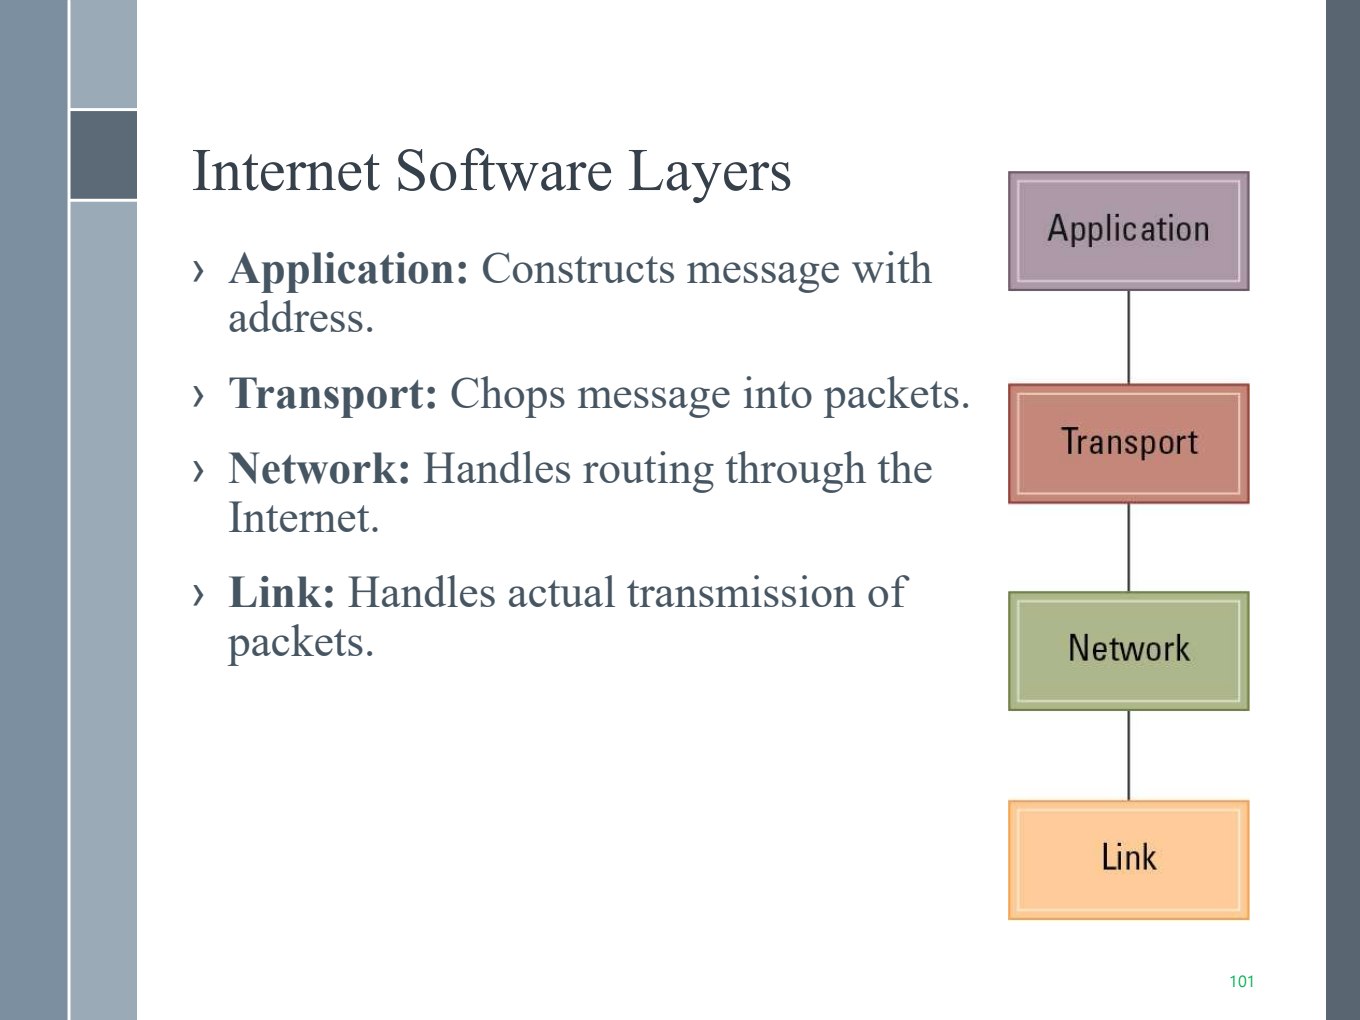 Internet Software Layers
› Application: Constructs message with
address.
› Transport: Chops message into packets.
› Network: Handles routing through the
Internet.
› Link: Handles actual transmission of
packets.
Application
Transport
Network
Link
101